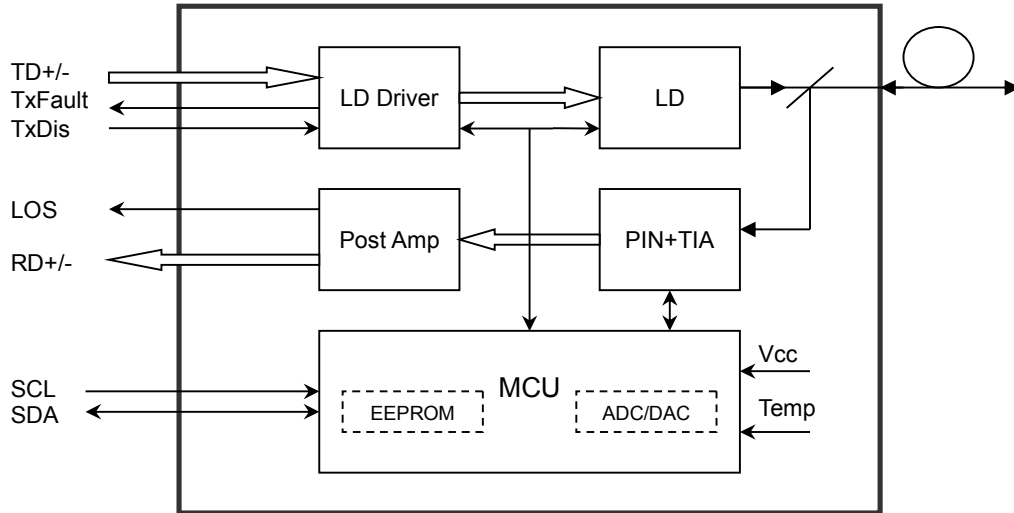 TD+/-
TxFault
TxDis
LD Driver
LD
LOS
RD+/-
Post Amp
PIN+TIA
SCL
SDA
MCU
EEPROM
ADC/DAC
Vcc
Temp